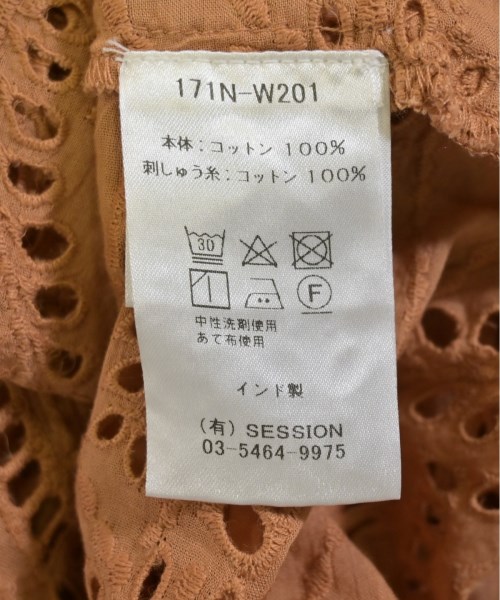 171N-W201
本体：コットン 100%
刺しゅう糸：コットン 100%
30
F
中性洗剤使用
あて布使用
インド製
(有) SESSION
03-5464-9975